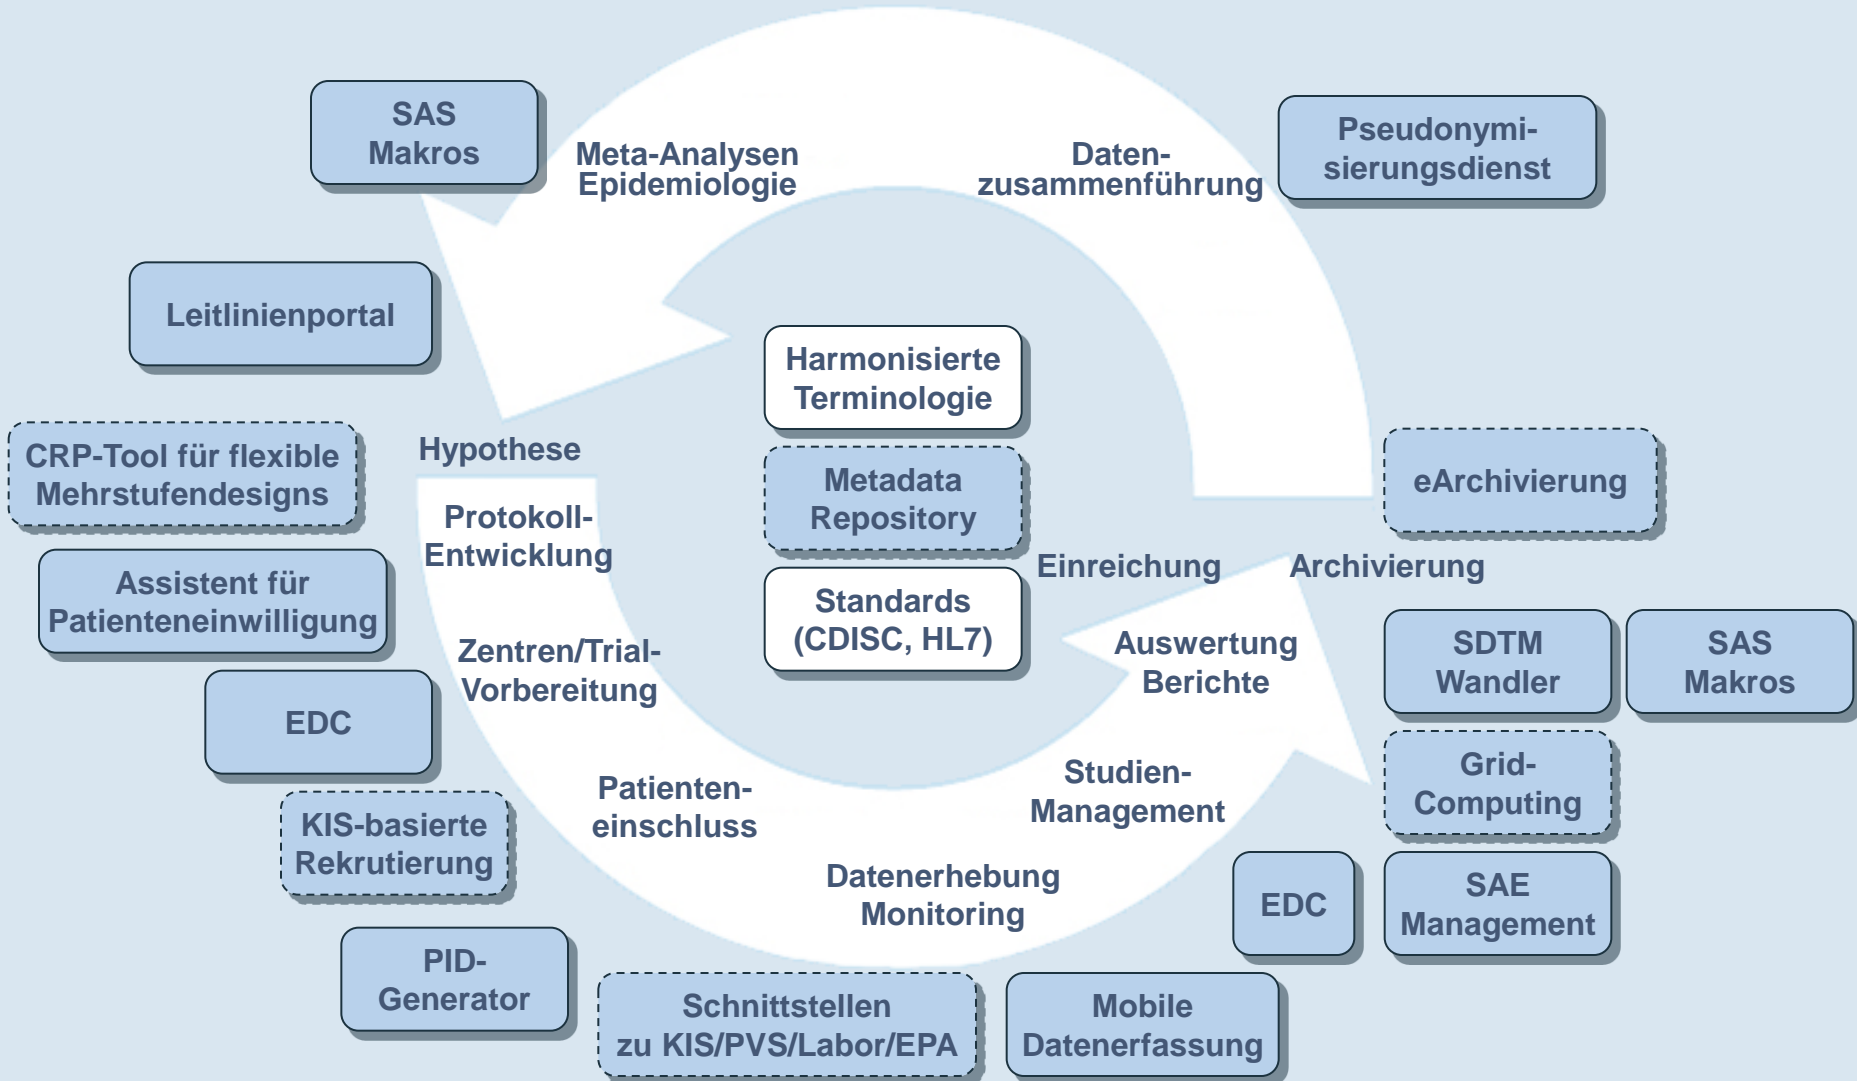 SAS
Makros
Meta-Analysen
Epidemiologie
Daten-
zusammenführung
Pseudonymi-
sierungsdienst
Leitlinienportal
Harmonisierte
Terminologie
Hypothese
CRP-Tool für flexible
Mehrstufendesigns
Metadata
Repository
eArchivierung
Protokoll-
Entwicklung
Einreichung
Archivierung
Assistent für
Patienteneinwilligung
Standards
(CDISC, HL7)
Zentren/Trial-
Vorbereitung
Auswertung
Berichte
SDTM
Wandler
SAS
Makros
EDC
Patienten-
einschluss
Studien-
Management
Grid-
Computing
KIS-basierte
Rekrutierung
Datenerhebung
Monitoring
EDC
SAE
Management
PID-
Generator
Schnittstellen
zu KIS/PVS/Labor/EPA
Mobile
Datenerfassung